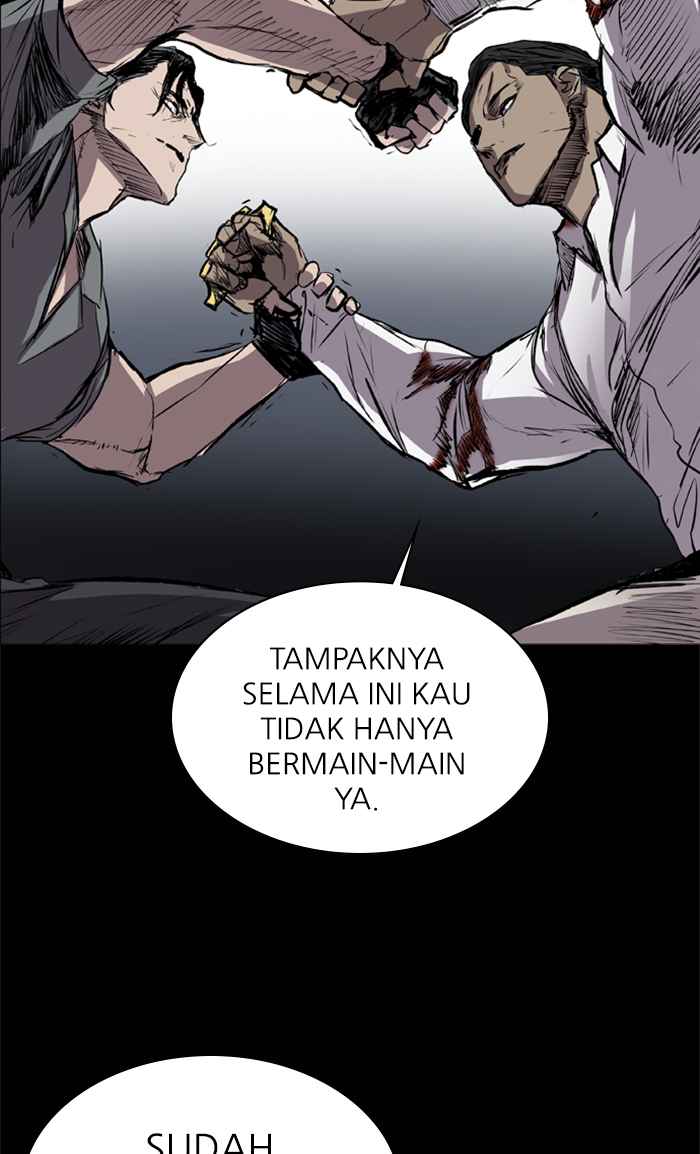 TAMPAKNYA
SELAMA INI KAU
TIDAK HANYA
BERMAIN-MAIN
YA.
SUDAH